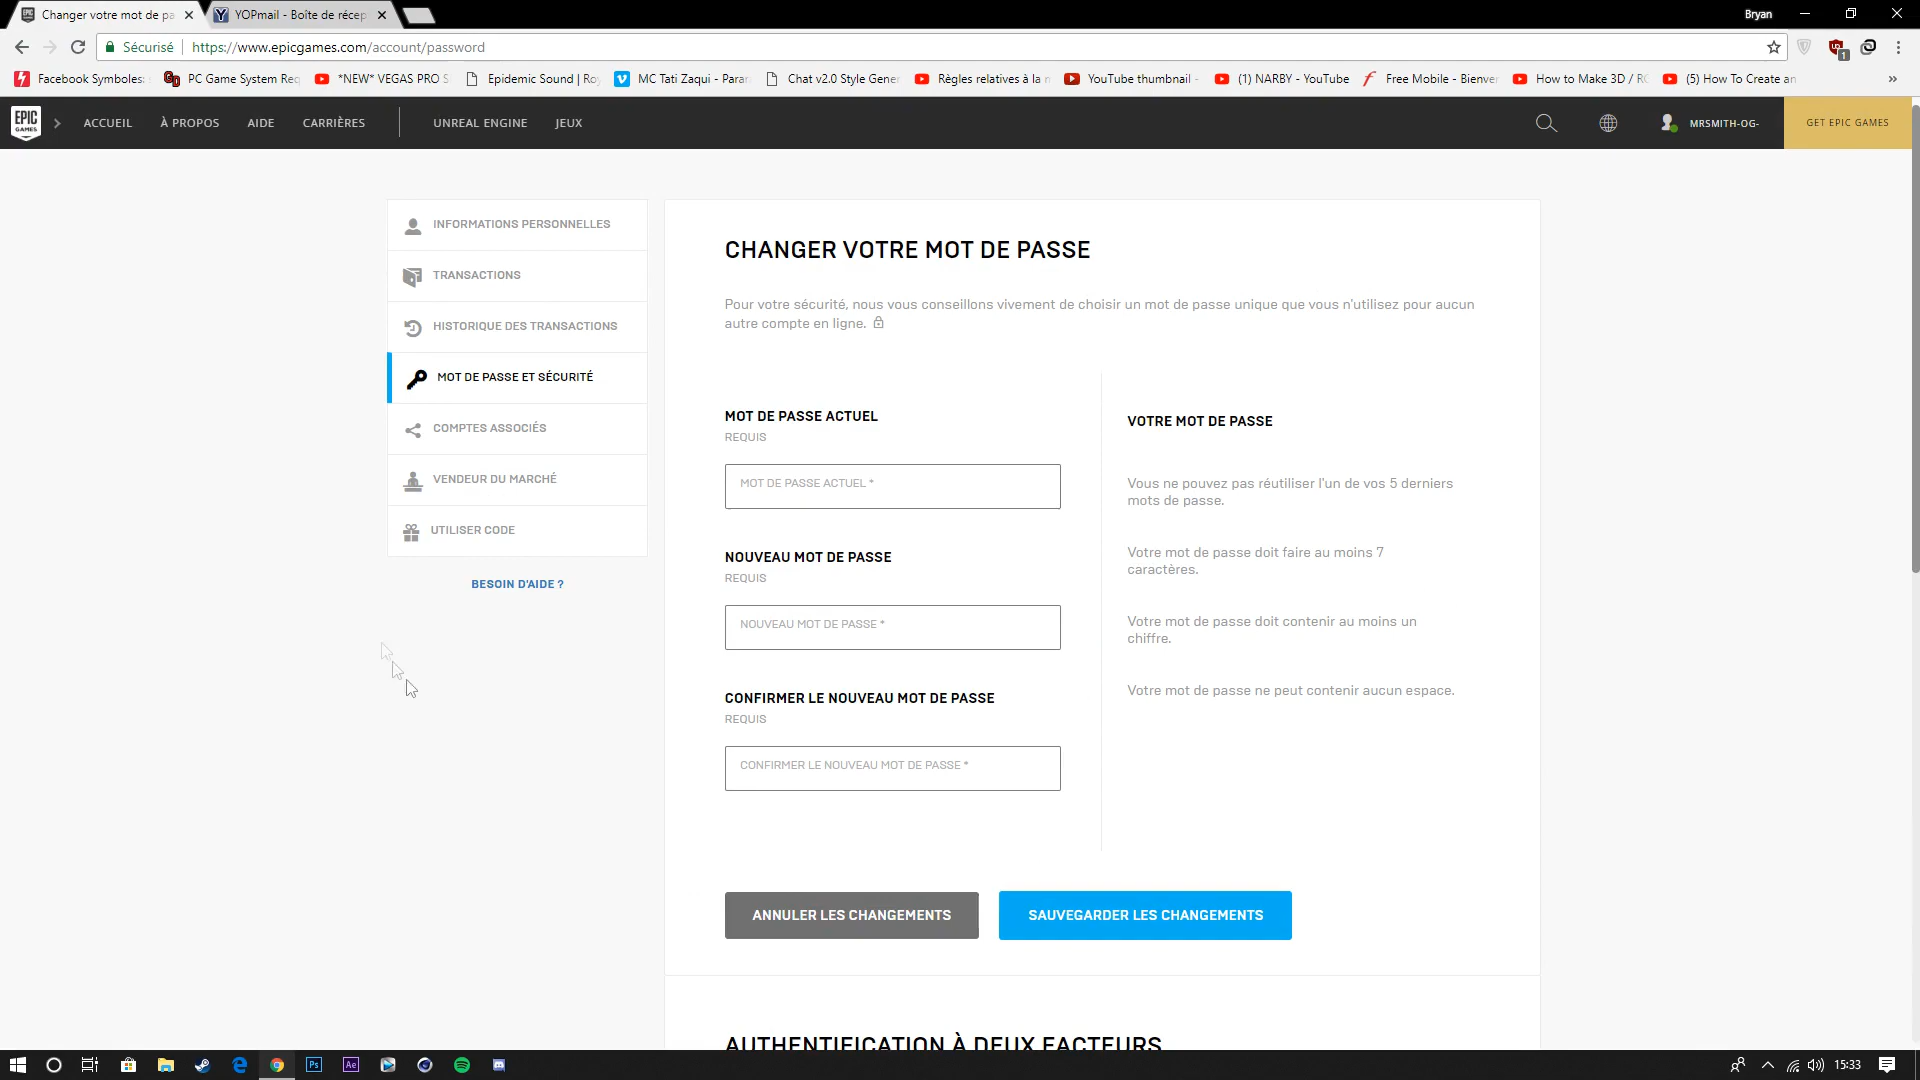 Changer votre mot de pa
YOPmail - Boîte de récep
Bryan
Sécurisé
https://www.epicgames.com/account/password
1
Facebook Symboles:
PC Game System Req
*NEW* VEGAS PRO S
Epidemic Sound | Ro
MC Tati Zaqui - Para
Chat v2.0 Style Gene
Règles relatives à la
YouTube thumbnail -
(1) NARBY - YouTube
Free Mobile - Bienve
How to Make 3D /
(5) How To Create an
»
EPIC
GAMES
ACCUEIL
À PROPOS
AIDE
CARRIÈRES
UNREAL ENGINE
JEUX
MRSMITH-OG-
GET EPIC GAMES
INFORMATIONS PERSONNELLES
TRANSACTIONS
HISTORIQUE DES TRANSACTIONS
MOT DE PASSE ET SÉCURITÉ
COMPTES ASSOCIÉS
VENDEUR DU MARCHÉ
UTILISER CODE
BESOIN D'AIDE ?
CHANGER VOTRE MOT DE PASSE
Pour votre sécurité, nous vous conseillons vivement de choisir un mot de passe unique que vous n'utilisez pour aucun
autre compte en ligne.
MOT DE PASSE ACTUEL
REQUIS
MOT DE PASSE ACTUEL *
NOUVEAU MOT DE PASSE
REQUIS
NOUVEAU MOT DE PASSE *
CONFIRMER LE NOUVEAU MOT DE PASSE
REQUIS
CONFIRMER LE NOUVEAU MOT DE PASSE *
VOTRE MOT DE PASSE
Vous ne pouvez pas réutiliser l'un de vos 5 derniers
mots de passe.
Votre mot de passe doit faire au moins 7
caractères.
Votre mot de passe doit contenir au moins un
chiffre.
Votre mot de passe ne peut contenir aucun espace.
ANNULER LES CHANGEMENTS
SAUVEGARDER LES CHANGEMENTS
AUTHENTIFICATION À DEUX FACTEURS
Ps
Ae
15:33